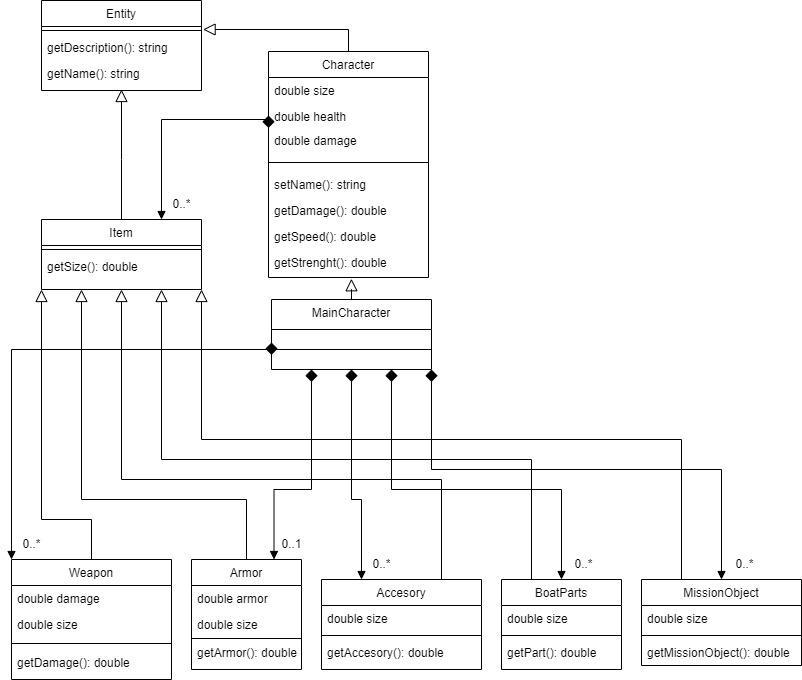 Entity
getDescription(): string
getName(): string
Character
double size
double health
double damage
setName(): string
getDamage(): double
getSpeed(): double
getStrenght(): double
0..*
Item
getSize(): double
MainCharacter
0..*
Weapon
double damage
double size
getDamage(): double
0..1
Armor
double armor
double size
getArmor(): double
0..*
Accesory
double size
getAccesory(): double
0..*
BoatParts
double size
getPart(): double
0..*
MissionObject
double size
getMissionObject(): double